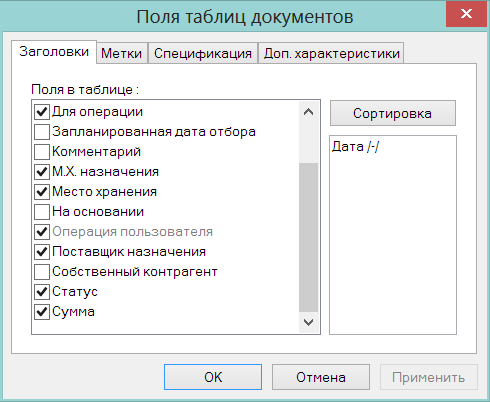 Поля таблиц документов
Заголовки Метки Спецификация Доп. характеристики
Поля в таблице :
Для операции
Запланированная дата отбора
Комментарий
М.Х. назначения
Место хранения
На основании
Операция пользователя
Поставщик назначения
Собственный контрагент
Статус
Сумма
Сортировка
Дата /-/
OK Отмена Применить